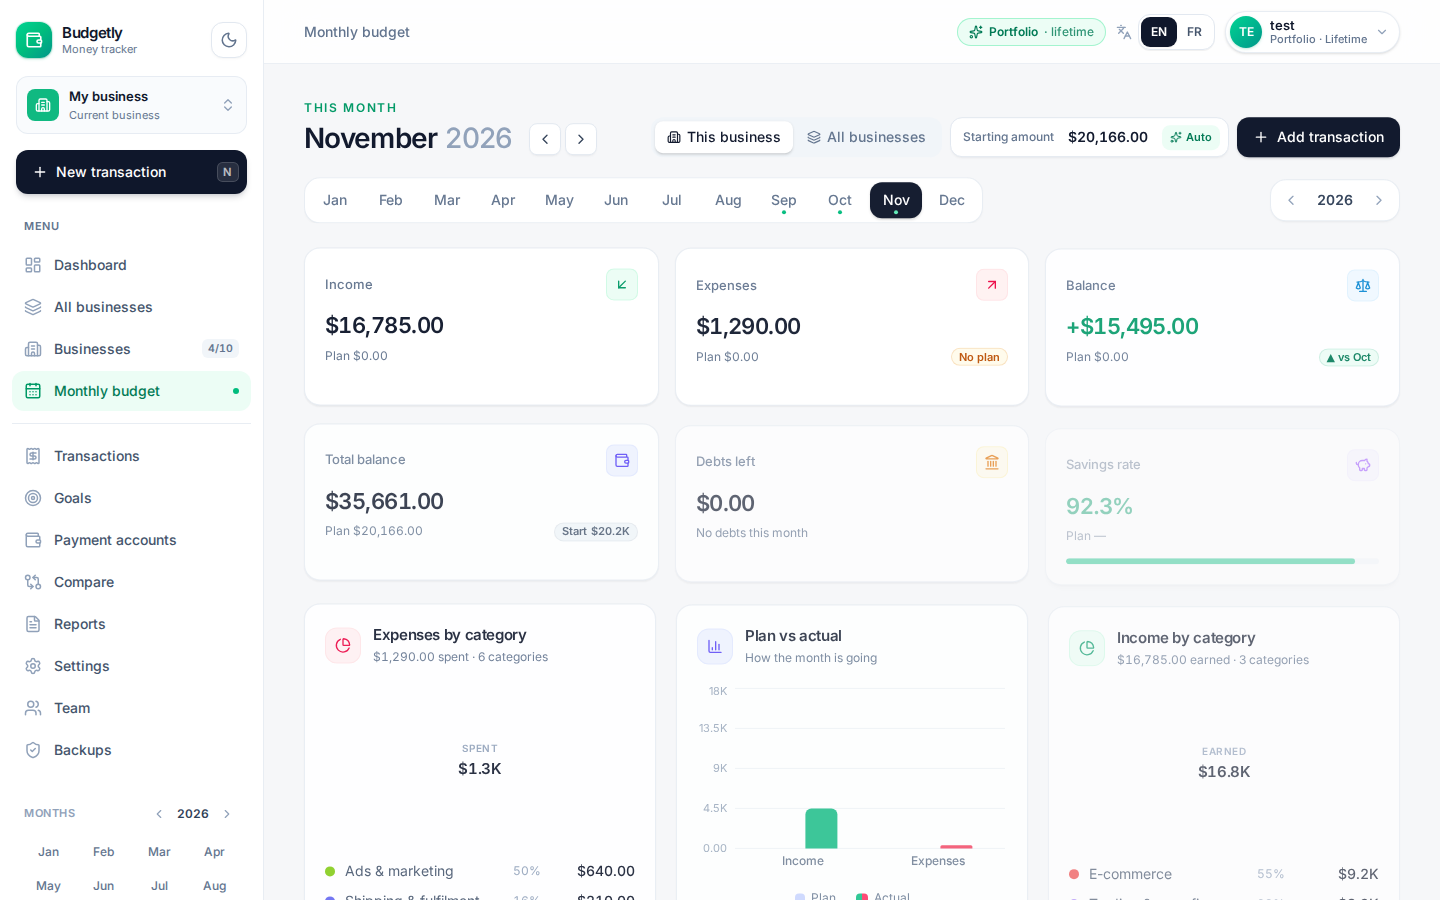 Budgetly
Money tracker
My business
Current business
New transaction N
MENU
Dashboard
All businesses
Businesses 4/10
Monthly budget
Transactions
Goals
Payment accounts
Compare
Reports
Settings
Team
Backups
MONTHS 2026
Jan Feb Mar Apr
May Jun Jul Aug
Monthly budget
Portfolio · lifetime
EN FR
TE
test
Portfolio · Lifetime
THIS MONTH
November 2026
This business All businesses
Starting amount $20,166.00 Auto
Add transaction
Jan Feb Mar Apr May Jun Jul Aug Sep Oct Nov Dec
2026
Income
$16,785.00
Plan $0.00
Expenses
$1,290.00
Plan $0.00 No plan
Balance
+$15,495.00
Plan $0.00 ▲ vs Oct
Total balance
$35,661.00
Plan $20,166.00 Start $20.2K
Debts left
$0.00
No debts this month
Savings rate
92.3%
Plan —
Expenses by category
$1,290.00 spent · 6 categories
SPENT
$1.3K
Ads & marketing 50% $640.00
Plan vs actual
How the month is going
18K
13.5K
9K
4.5K
0.00
Income Expenses
Plan Actual
Income by category
$16,785.00 earned · 3 categories
EARNED
$16.8K
E-commerce 55% $9.2K